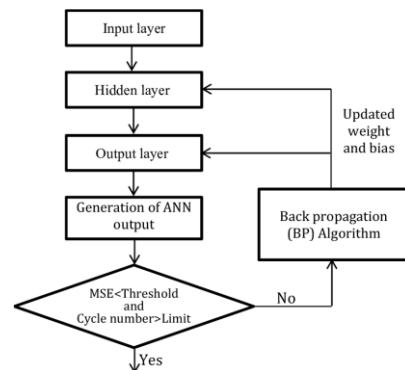 Input layer
Hidden layer
Output layer
Generation of ANN
output
MSE<Threshold
and
Cycle number>Limit
Yes
No
Back propagation
(BP) Algorithm
Updated
weight
and bias